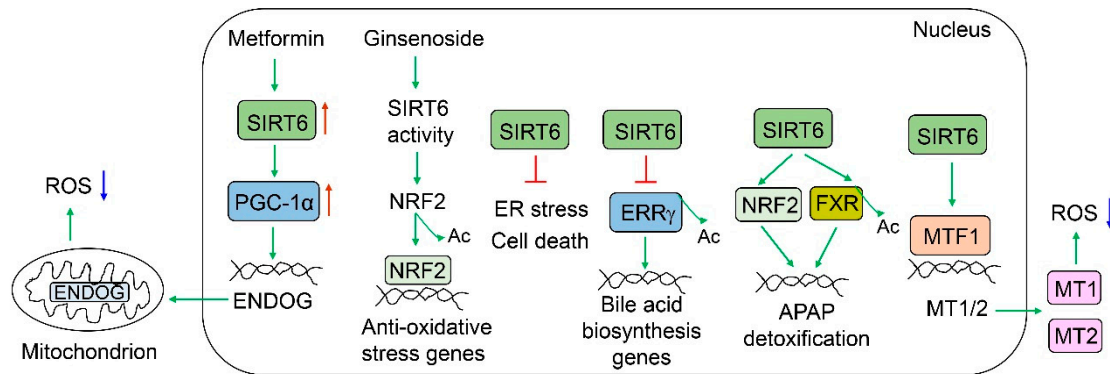 Nucleus
Metformin
SIRT6
PGC-1α
ENDOG
ROS
ENDOG
Mitochondrion
Ginsenoside
SIRT6
activity
NRF2
Ac
NRF2
Anti-oxidative
stress genes
SIRT6
ER stress
Cell death
SIRT6
ERRγ
Ac
Bile acid
biosynthesis
genes
SIRT6
NRF2
FXR
Ac
APAP
detoxification
SIRT6
MTF1
MT1/2
ROS
MT1
MT2